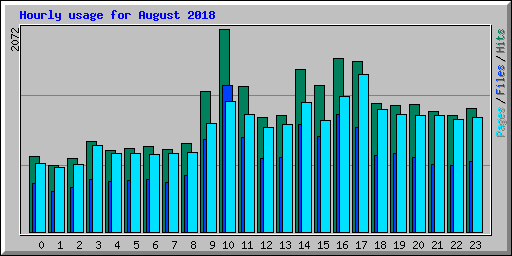 Hourly usage for August 2018
2072
Pages / Files / Hits
0 1 2 3 4 5 6 7 8 9 10 11 12 13 14 15 16 17 18 19 20 21 22 23